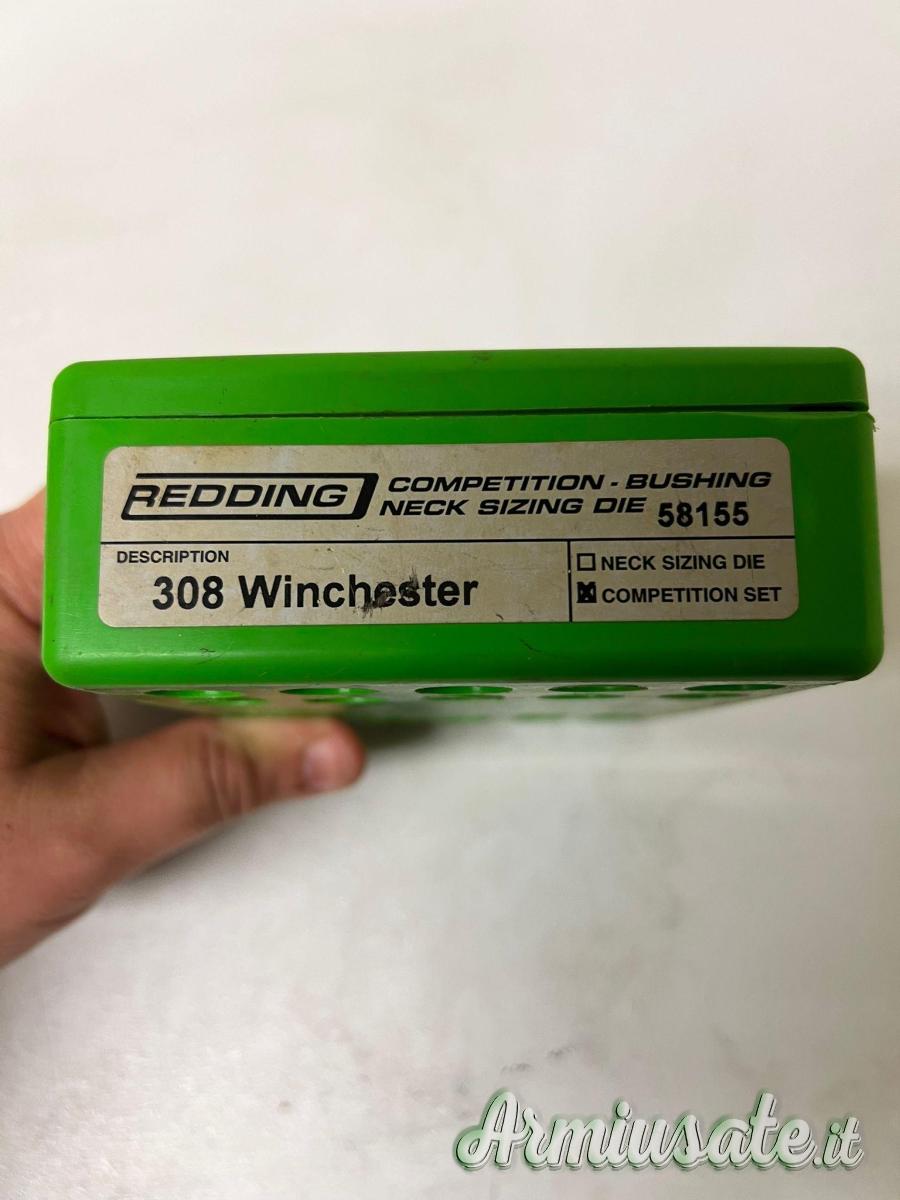 REDDING
COMPETITION - BUSHING
NECK SIZING DIE 58155
DESCRIPTION
308 Winchester
☐ NECK SIZING DIE
☒ COMPETITION SET
Armiusate.it